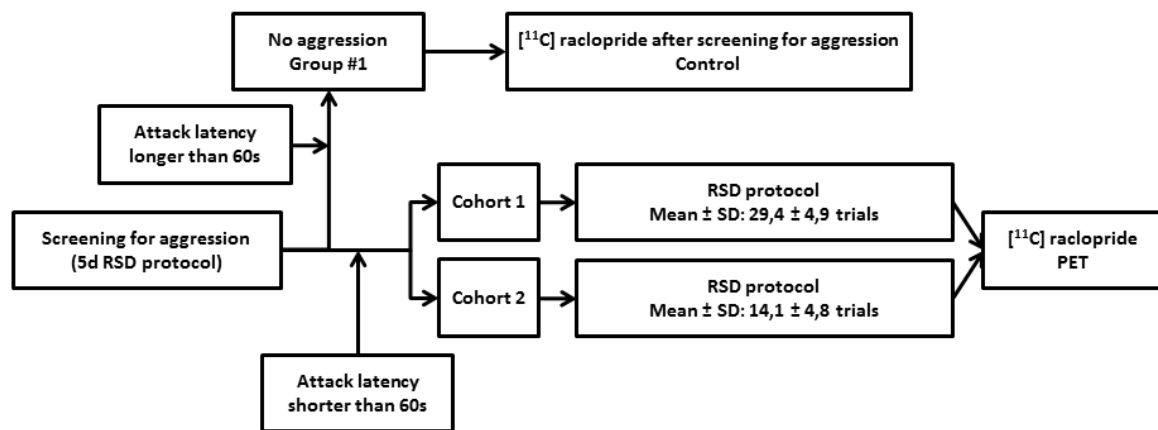 No aggression
Group #1
[¹¹C] raclopride after screening for aggression
Control
Attack latency
longer than 60s
Screening for aggression
(5d RSD protocol)
Cohort 1
RSD protocol
Mean ± SD: 29,4 ± 4,9 trials
Cohort 2
RSD protocol
Mean ± SD: 14,1 ± 4,8 trials
[¹¹C] raclopride
PET
Attack latency
shorter than 60s